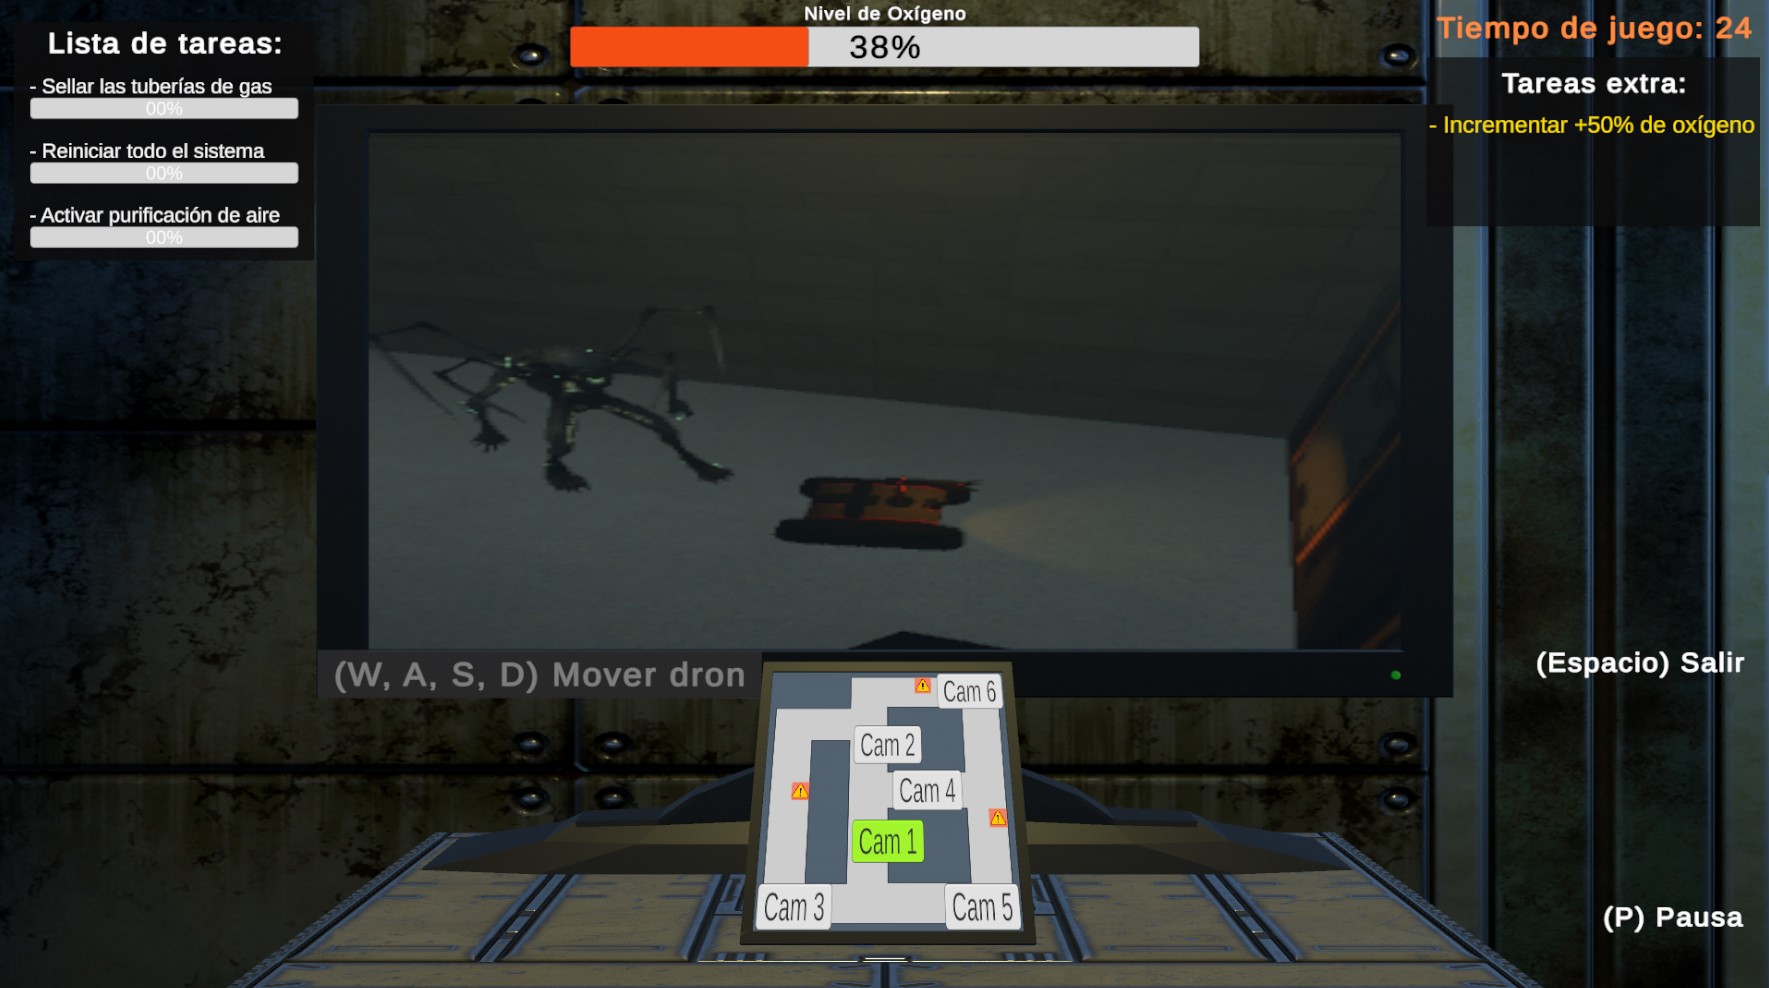 Nivel de Oxígeno
38%
Tiempo de juego: 24
Lista de tareas:
- Sellar las tuberías de gas
00%
- Reiniciar todo el sistema
00%
- Activar purificación de aire
00%
Tareas extra:
- Incrementar +50% de oxígeno
(W, A, S, D) Mover dron
(Espacio) Salir
Cam 6
Cam 2
Cam 4
Cam 1
Cam 3
Cam 5
(P) Pausa